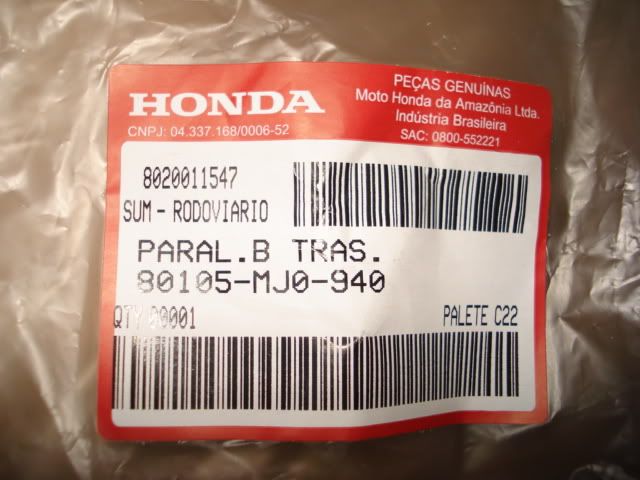 HONDA
CNPJ: 04.337.168/0006-52
PEÇAS GENUÍNAS
Moto Honda da Amazônia Ltda.
Indústria Brasileira
SAC: 0800-552221
8020011547
SUM - RODOVIARIO
PARAL.B TRAS.
80105-MJ0-940
QTY 00001
PALETE C22